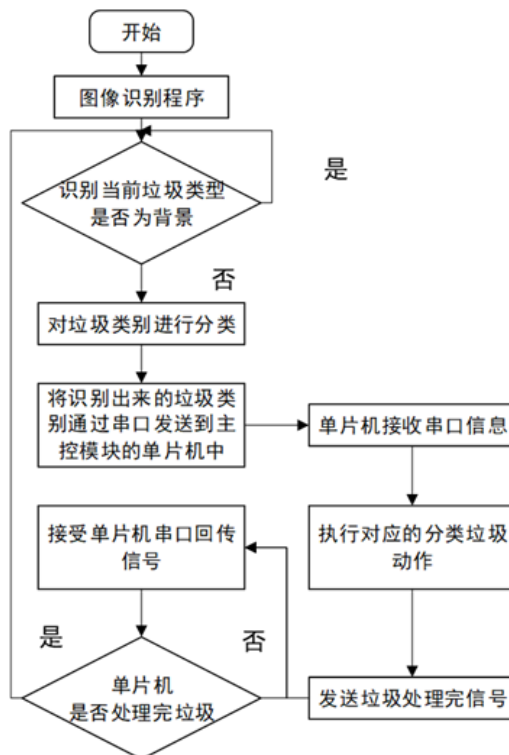 开始
图像识别程序
识别当前垃圾类型
是否为背景
是
否
对垃圾类别进行分类
将识别出来的垃圾类
别通过串口发送到主
控模块的单片机中
单片机接收串口信息
执行对应的分类垃圾
动作
发送垃圾处理完信号
接受单片机串口回传
信号
是
否
单片机
是否处理完垃圾